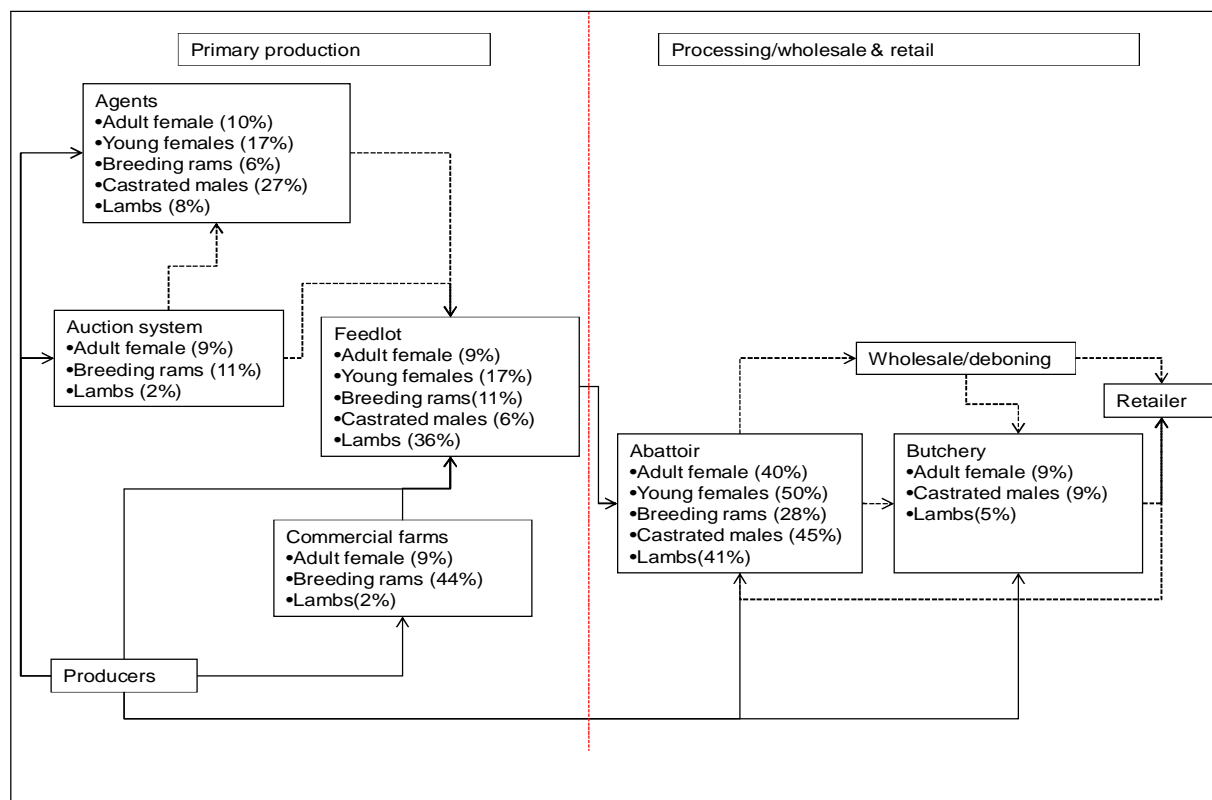 Primary production
Processing/wholesale & retail
Agents
•Adult female (10%)
•Young females (17%)
•Breeding rams (6%)
•Castrated males (27%)
•Lambs (8%)
Auction system
•Adult female (9%)
•Breeding rams (11%)
•Lambs (2%)
Feedlot
•Adult female (9%)
•Young females (17%)
•Breeding rams(11%)
•Castrated males (6%)
•Lambs (36%)
Commercial farms
•Adult female (9%)
•Breeding rams (44%)
•Lambs(2%)
Producers
Wholesale/deboning
Retailer
Abattoir
•Adult female (40%)
•Young females (50%)
•Breeding rams (28%)
•Castrated males (45%)
•Lambs(41%)
Butchery
•Adult female (9%)
•Castrated males (9%)
•Lambs(5%)